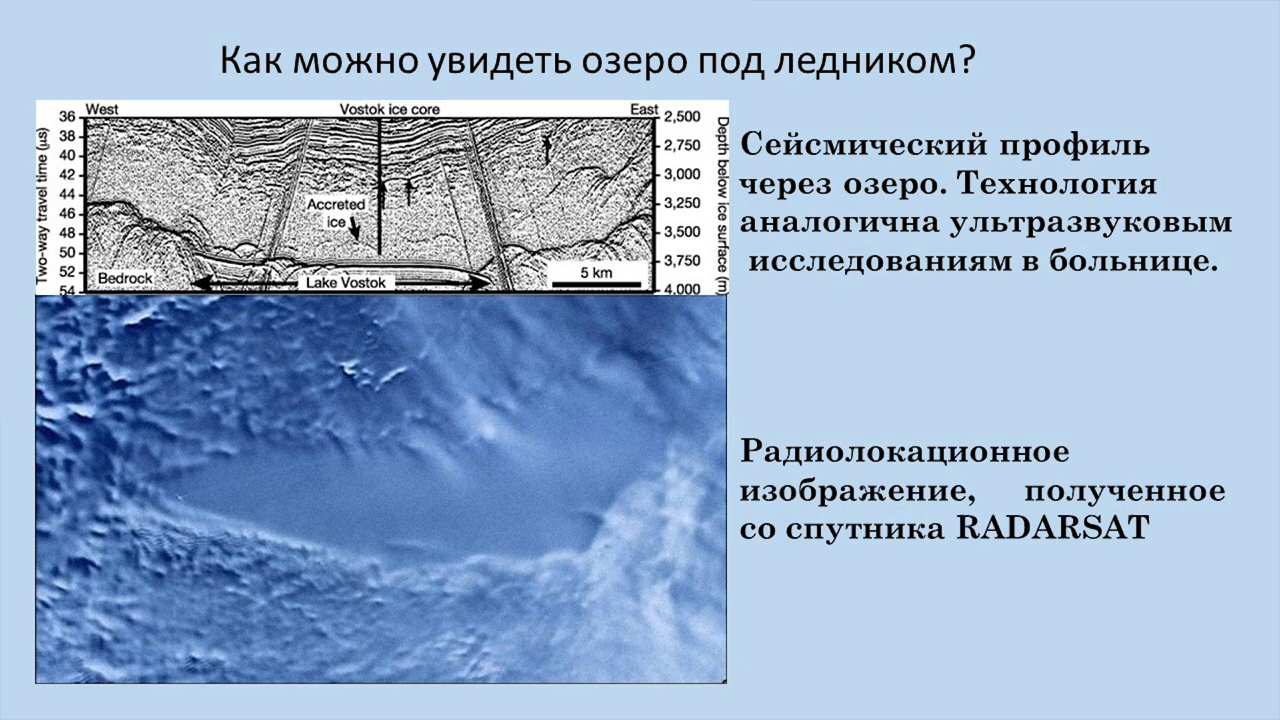 Как можно увидеть озеро под ледником?
West Vostok ice core East
36
38
40
42
44
46
48
50
52
54
Two-way travel time (μs)
2,500
2,750
3,000
3,250
3,500
3,750
4,000
Depth below ice surface (m)
Accreted
ice
Bedrock
Lake Vostok
5 km
Сейсмический профиль
через озеро. Технология
аналогична ультразвуковым
исследованиям в больнице.
Радиолокационное
изображение, полученное
со спутника RADARSAT